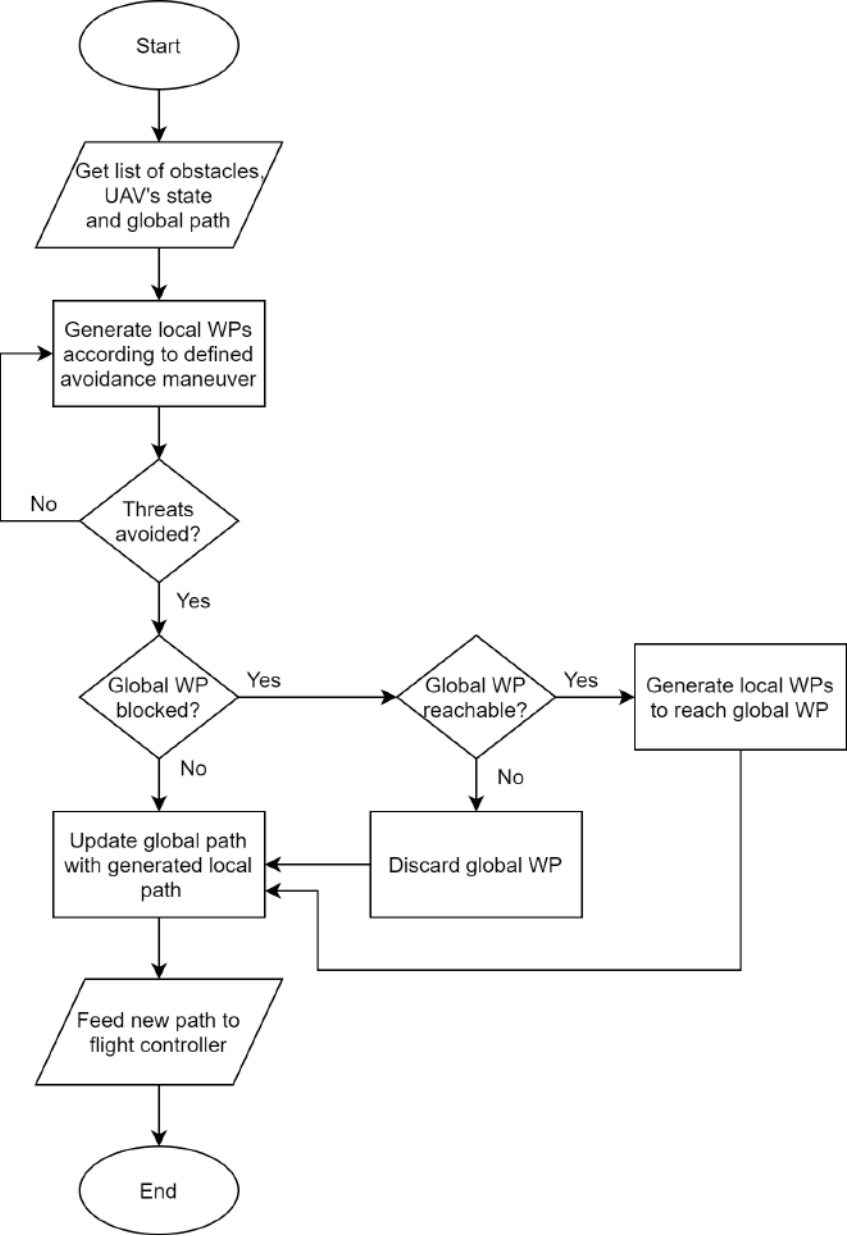 Start
Get list of obstacles,
UAV's state
and global path
Generate local WPs
according to defined
avoidance maneuver
No
Threats
avoided?
Yes
Global WP
blocked?
Yes
Global WP
reachable?
Yes
Generate local WPs
to reach global WP
No
No
Update global path
with generated local
path
Discard global WP
Feed new path to
flight controller
End